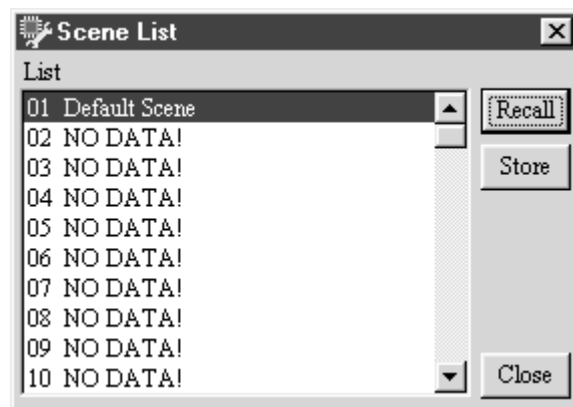 Scene List
List
01 Default Scene
02 NO DATA!
03 NO DATA!
04 NO DATA!
05 NO DATA!
06 NO DATA!
07 NO DATA!
08 NO DATA!
09 NO DATA!
10 NO DATA!
Recall
Store
Close